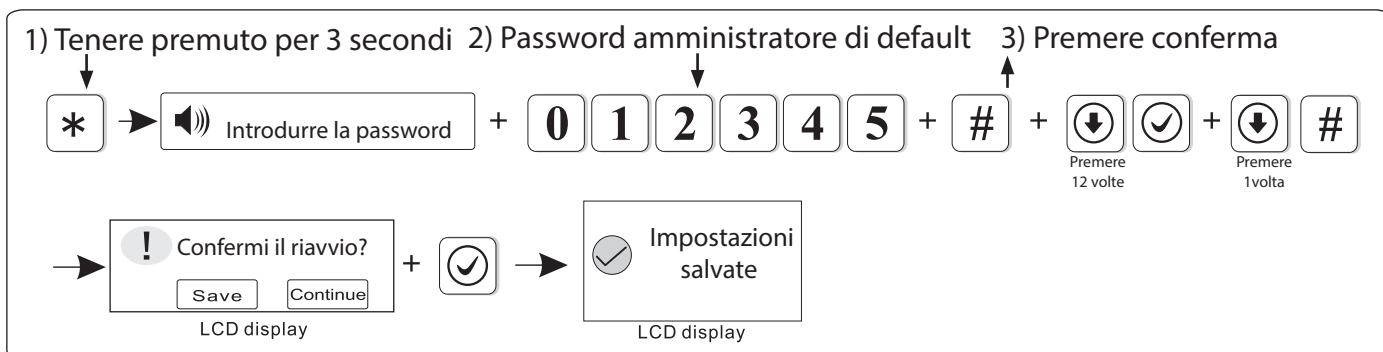 1) Tenere premuto per 3 secondi 2) Password amministratore di default 3) Premere conferma
* Introdurre la password + 0 1 2 3 4 5 + # + + #
Premere
12 volte
Premere
1volta
! Confermi il riavvio?
Save Continue
LCD display
+
Impostazioni
salvate
LCD display